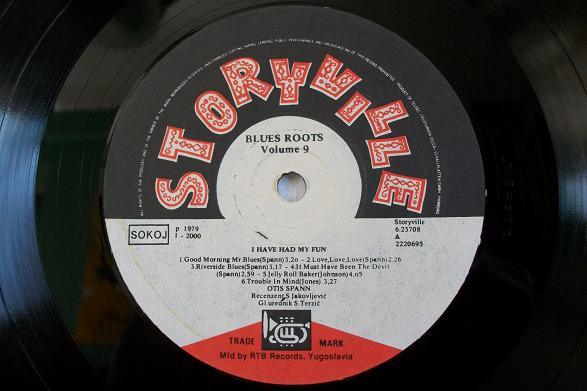 STORYVILLE
BLUES ROOTS
Volume 9
SOKOJ
P 1979
I - 2000
Storyville
6.23708
A
2220695
I HAVE HAD MY FUN
1.Good Morning Mr.Blues(Spann)3,20 - 2.Love,Love,Love(Spann)2.26
3.Riverside Blues(Spann)3,17 - 4.It Must Have Been The Devil
(Spann)2,59 - 5.Jelly Roll Baker(Johnson)4,05
6.Trouble In Mind(Jones) 3,27
OTIS SPANN
Recenzent S.Jakovljević
Gl urednik S.Terzić
TRADE MARK
Mfd by RTB Records, Yugoslavia